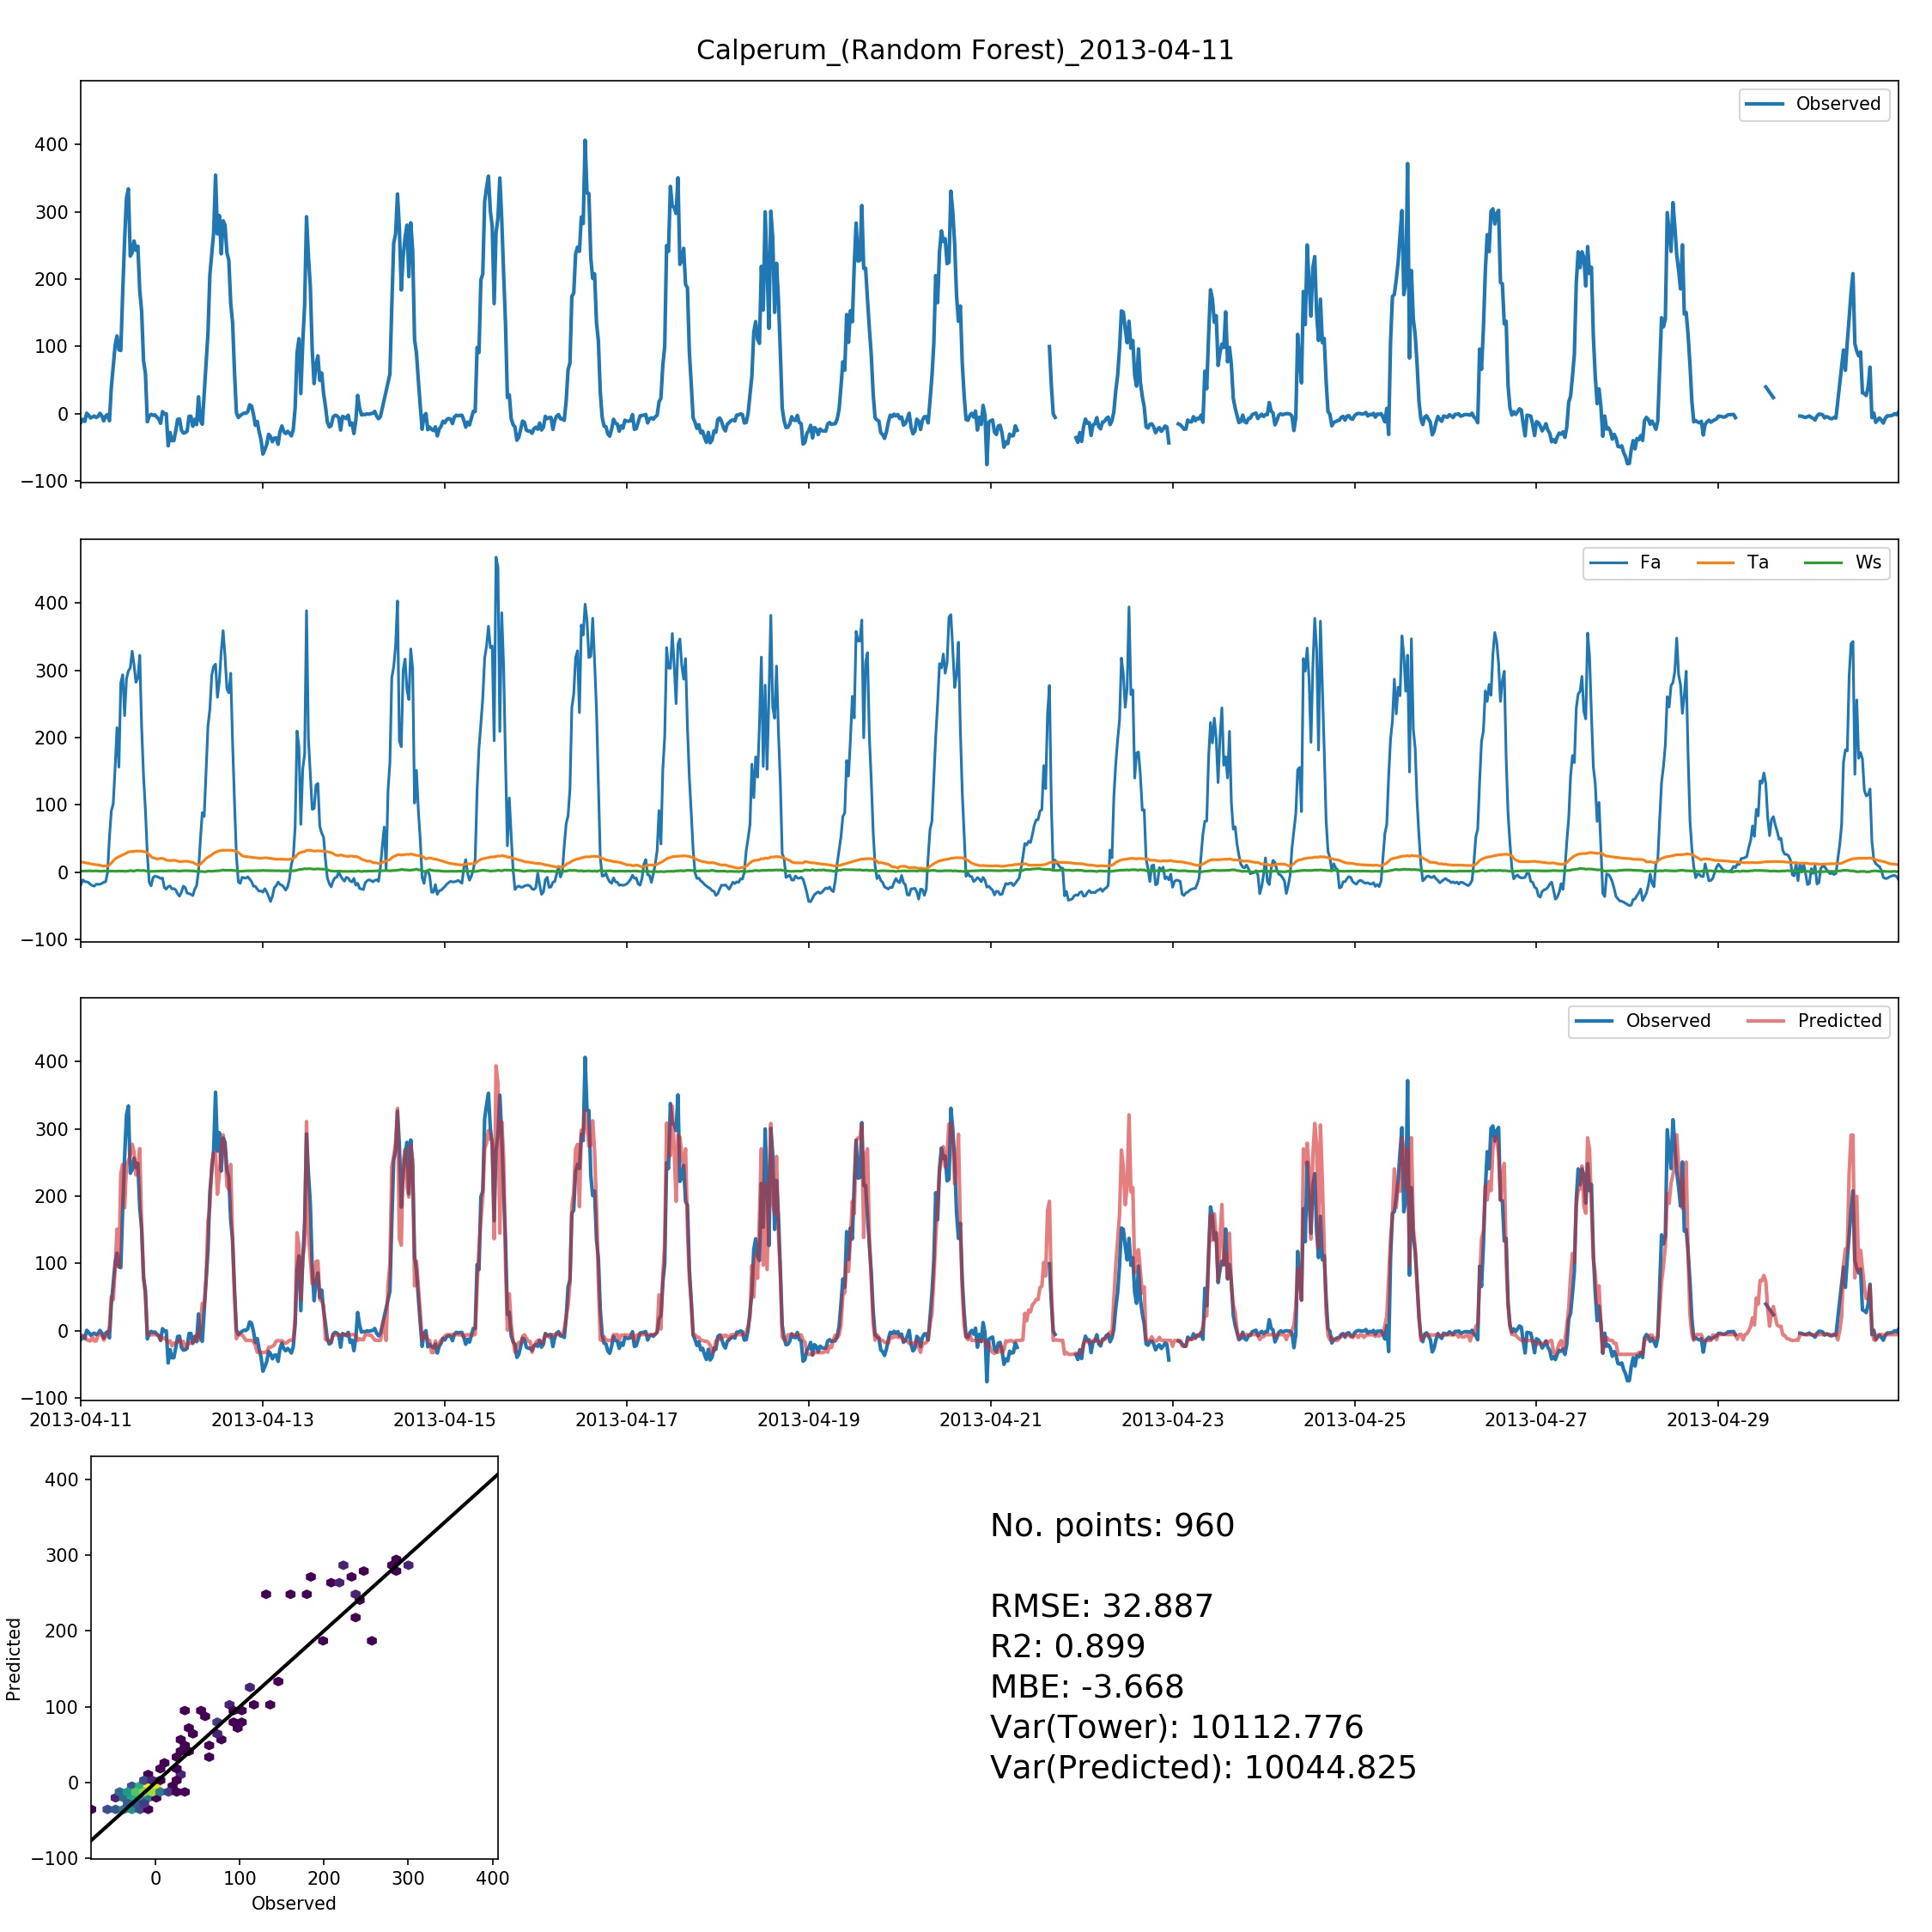 Calperum_(Random Forest)_2013-04-11
Observed
400
300
200
100
0
−100
Fa Ta Ws
400
300
200
100
0
−100
Observed Predicted
400
300
200
100
0
−100
2013-04-11 2013-04-13 2013-04-15 2013-04-17 2013-04-19 2013-04-21 2013-04-23 2013-04-25 2013-04-27 2013-04-29
400
300
200
100
0
−100
Predicted
0 100 200 300 400
Observed
No. points: 960
RMSE: 32.887
R2: 0.899
MBE: -3.668
Var(Tower): 10112.776
Var(Predicted): 10044.825